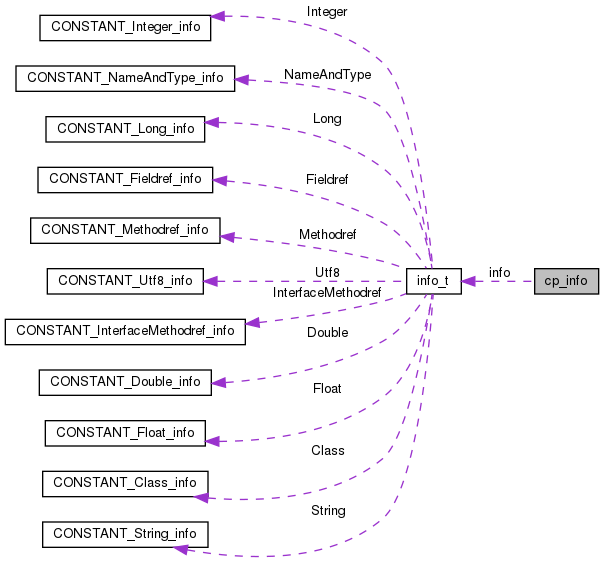 Integer
CONSTANT_Integer_info
NameAndType
CONSTANT_NameAndType_info
Long
CONSTANT_Long_info
Fieldref
CONSTANT_Fieldref_info
Methodref
CONSTANT_Methodref_info
Utf8
CONSTANT_Utf8_info
info_t
info
cp_info
InterfaceMethodref
CONSTANT_InterfaceMethodref_info
Double
CONSTANT_Double_info
Float
CONSTANT_Float_info
Class
CONSTANT_Class_info
String
CONSTANT_String_info